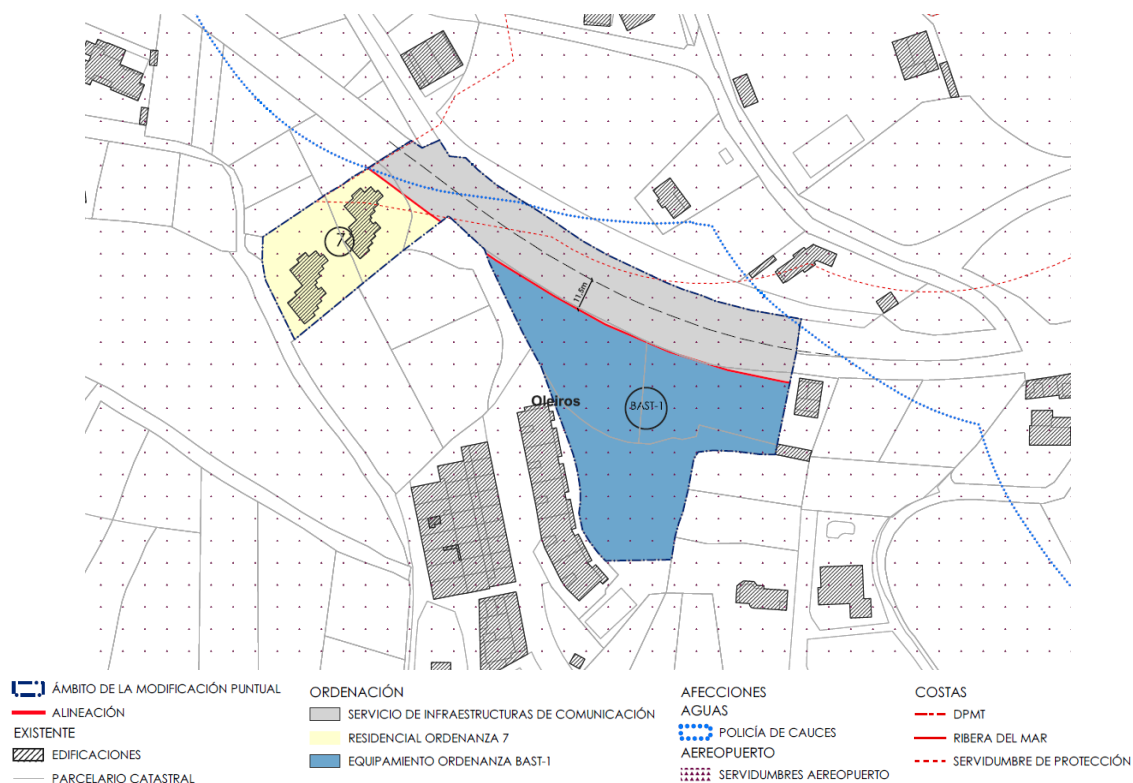 7
11.5m
Oleiros
BAST-1
ÁMBITO DE LA MODIFICACIÓN PUNTUAL
ALINEACIÓN
EXISTENTE
EDIFICACIONES
PARCELARIO CATASTRAL
ORDENACIÓN
SERVICIO DE INFRAESTRUCTURAS DE COMUNICACIÓN
RESIDENCIAL ORDENANZA 7
EQUIPAMIENTO ORDENANZA BAST-1
AFECCIONES
AGUAS
POLICÍA DE CAUCES
AEREOPUERTO
SERVIDUMBRES AEROPUERTO
COSTAS
DPMT
RIBERA DEL MAR
SERVIDUMBRE DE PROTECCIÓN